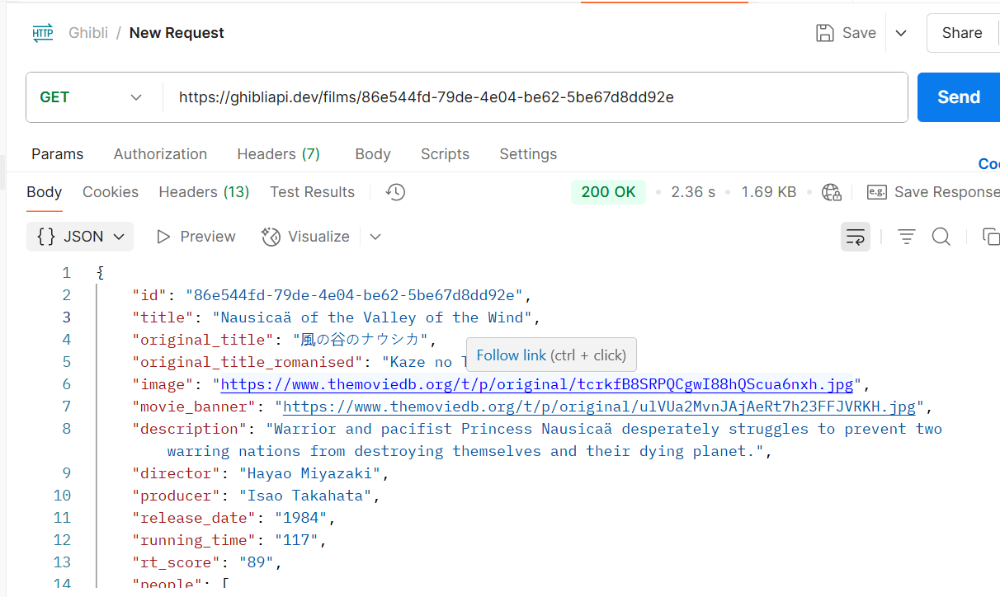 HTTP Ghibli / New Request Save Share
GET https://ghibliapi.dev/films/86e544fd-79de-4e04-be62-5be67d8dd92e Send
Params Authorization Headers (7) Body Scripts Settings
Coo
Body Cookies Headers (13) Test Results 200 OK • 2.36 s • 1.69 KB • e.g. Save Response
{} JSON Preview Visualize
1 {
2 "id": "86e544fd-79de-4e04-be62-5be67d8dd92e",
3 "title": "Nausicaä of the Valley of the Wind",
4 "original_title": "風の谷のナウシカ",
Follow link (ctrl + click)
5 "original_title_romanised": "Kaze no T
6 "image": "https://www.themoviedb.org/t/p/original/tcrkfB8SRPQCgwI88hQScua6nxh.jpg",
7 "movie_banner": "https://www.themoviedb.org/t/p/original/ulVUa2MvnJAjAeRt7h23FFJVRKH.jpg",
8 "description": "Warrior and pacifist Princess Nausicaä desperately struggles to prevent two
warring nations from destroying themselves and their dying planet.",
9 "director": "Hayao Miyazaki",
10 "producer": "Isao Takahata",
11 "release_date": "1984",
12 "running_time": "117",
13 "rt_score": "89",
14 "people": [